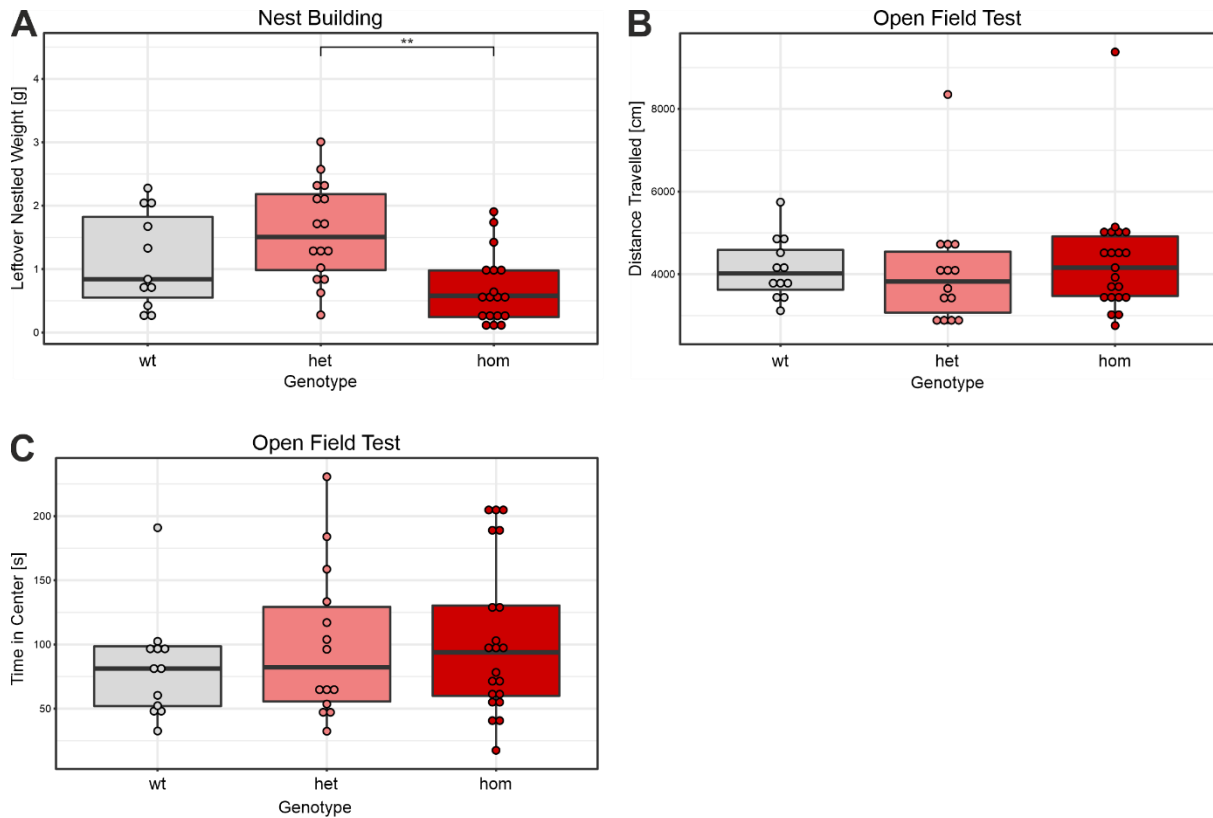 A
Nest Building
**
Leftover Nestled Weight [g]
4
3
2
1
0
wt het hom
Genotype
B
Open Field Test
Distance Travelled [cm]
8000
6000
4000
wt het hom
Genotype
C
Open Field Test
Time in Center [s]
200
150
100
50
wt het hom
Genotype